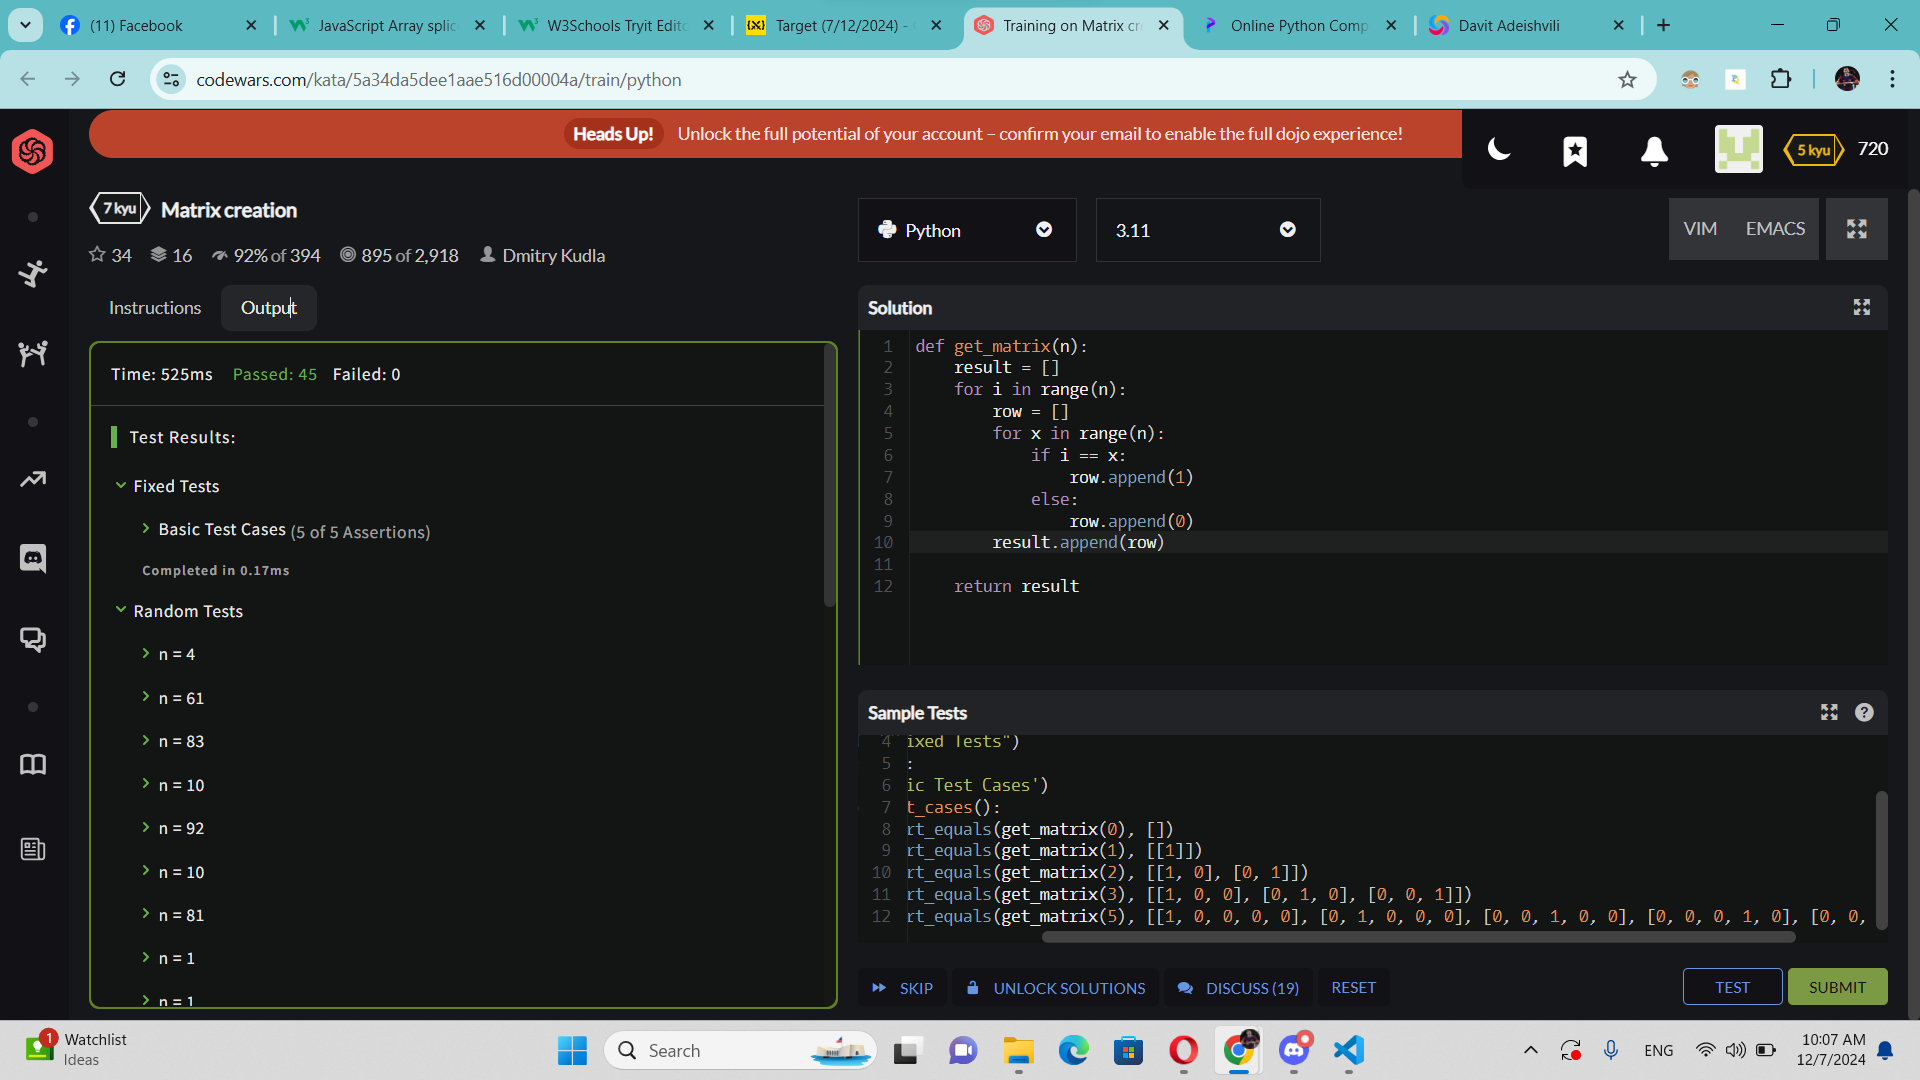 (11) Facebook
JavaScript Array splic
W3Schools Tryit Edito
Target (7/12/2024) -
Training on Matrix cr
Online Python Comp
Davit Adeishvili
codewars.com/kata/5a34da5dee1aae516d00004a/train/python
Heads Up! Unlock the full potential of your account – confirm your email to enable the full dojo experience!
5 kyu 720
7 kyu Matrix creation
34 16 92% of 394 895 of 2,918 Dmitry Kudla
Python
3.11
VIM EMACS
Instructions Output
Time: 525ms Passed: 45 Failed: 0
Test Results:
Fixed Tests
Basic Test Cases (5 of 5 Assertions)
Completed in 0.17ms
Random Tests
n = 4
n = 61
n = 83
n = 10
n = 92
n = 10
n = 81
n = 1
n = 1
Solution
1 def get_matrix(n):
2 result = []
3 for i in range(n):
4 row = []
5 for x in range(n):
6 if i == x:
7 row.append(1)
8 else:
9 row.append(0)
10 result.append(row)
11
12 return result
Sample Tests
4 ixed Tests")
5 :
6 ic Test Cases')
7 t_cases():
8 rt_equals(get_matrix(0), [])
9 rt_equals(get_matrix(1), [[1]])
10 rt_equals(get_matrix(2), [[1, 0], [0, 1]])
11 rt_equals(get_matrix(3), [[1, 0, 0], [0, 1, 0], [0, 0, 1]])
12 rt_equals(get_matrix(5), [[1, 0, 0, 0, 0], [0, 1, 0, 0, 0], [0, 0, 1, 0, 0], [0, 0, 0, 1, 0], [0, 0,
SKIP UNLOCK SOLUTIONS DISCUSS (19) RESET
TEST SUBMIT
1 Watchlist
Ideas
Search
ENG
10:07 AM
12/7/2024